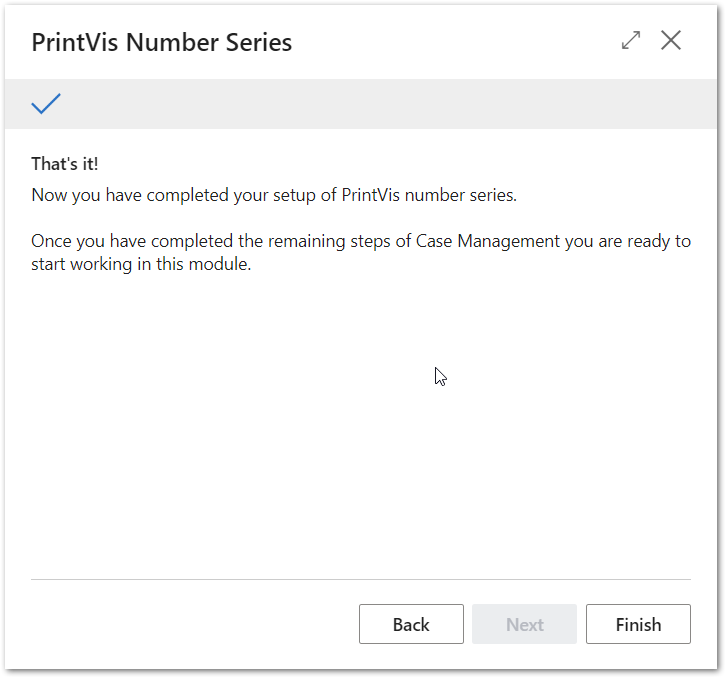 PrintVis Number Series
That's it!
Now you have completed your setup of PrintVis number series.
Once you have completed the remaining steps of Case Management you are ready to
start working in this module.
Back
Next
Finish